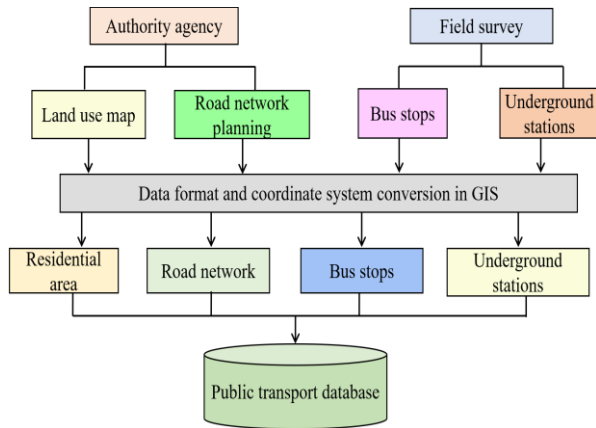 Authority agency
Field survey
Land use map
Road network
planning
Bus stops
Underground
stations
Data format and coordinate system conversion in GIS
Residential
area
Road network
Bus stops
Underground
stations
Public transport database